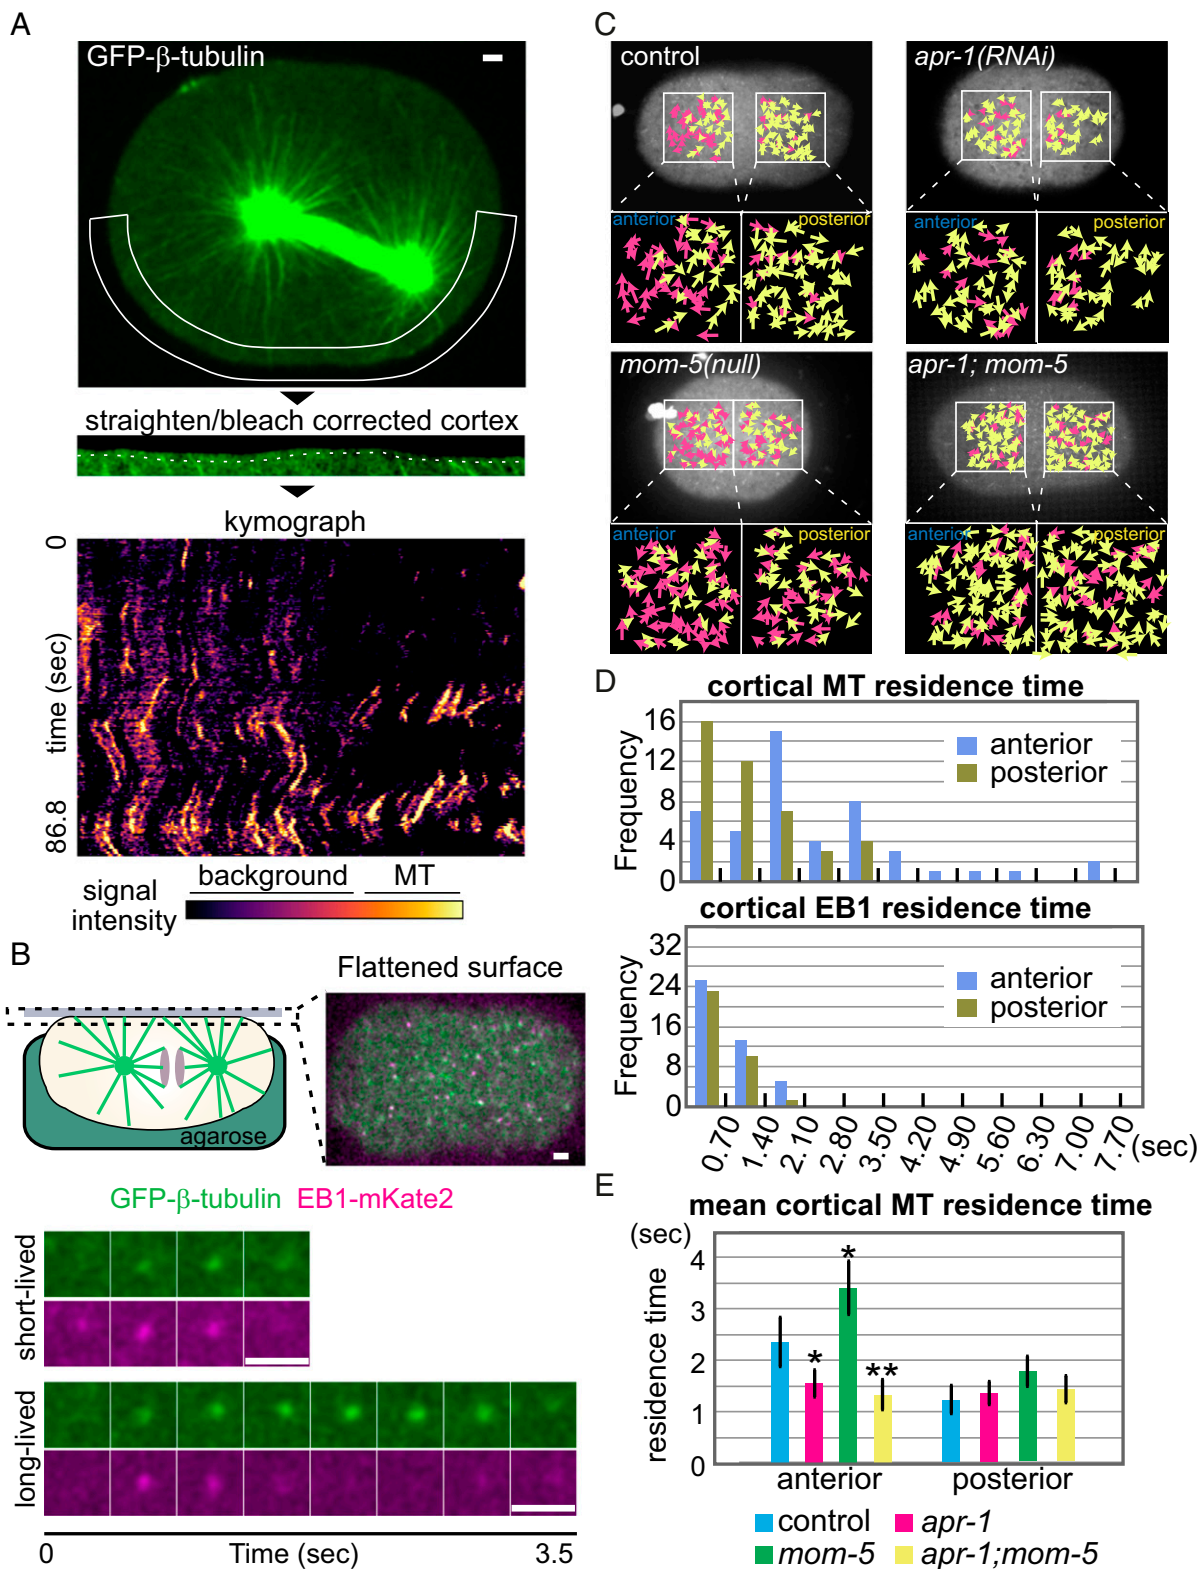 A
GFP-β-tubulin
straighten/bleach corrected cortex
kymograph
0
time (sec)
86.8
background
MT
signal
intensity
B
Flattened surface
agarose
GFP-β-tubulin EB1-mKate2
short-lived
long-lived
0
Time (sec)
3.5
C
control
apr-1(RNAi)
anterior
posterior
anterior
posterior
mom-5(null)
apr-1; mom-5
anterior
posterior
anterior
posterior
D
cortical MT residence time
16
12
8
4
0
Frequency
anterior
posterior
cortical EB1 residence time
32
24
16
8
0
Frequency
anterior
posterior
0.70
1.40
2.10
2.80
3.50
4.20
4.90
5.60
6.30
7.00
7.70
(sec)
E
mean cortical MT residence time
(sec)
4
3
2
1
0
residence time
*
*
**
anterior
posterior
control
apr-1
mom-5
apr-1;mom-5